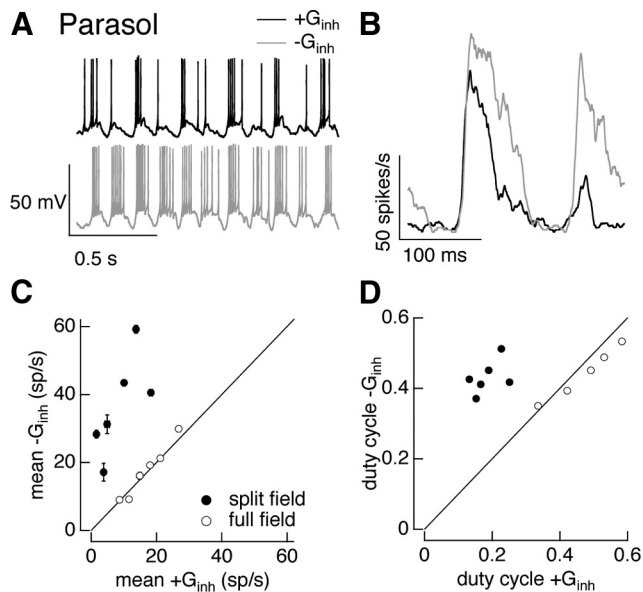 A Parasol
+Ginh
-Ginh
50 mV
0.5 s
B
50 spikes/s
100 ms
C
60
40
20
0
mean -Ginh (sp/s)
0 20 40 60
mean +Ginh (sp/s)
split field
full field
D
0.6
0.4
0.2
0
duty cycle -Ginh
0 0.2 0.4 0.6
duty cycle +Ginh